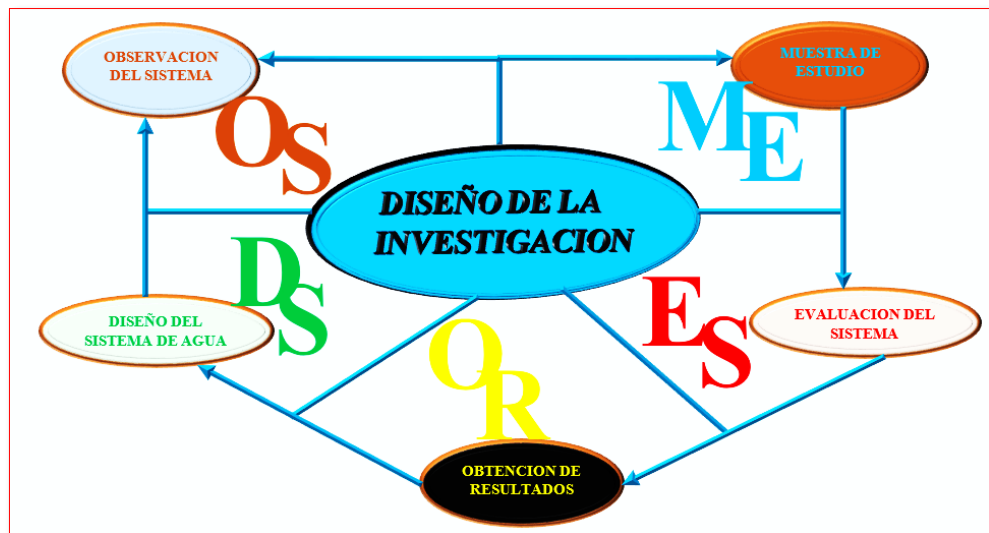 OBSERVACION
DEL SISTEMA
MUESTRA DE
ESTUDIO
OS
ME
DISEÑO DE LA
INVESTIGACION
DS
ES
DISEÑO DEL
SISTEMA DE AGUA
EVALUACION DEL
SISTEMA
OR
OBTENCION DE
RESULTADOS